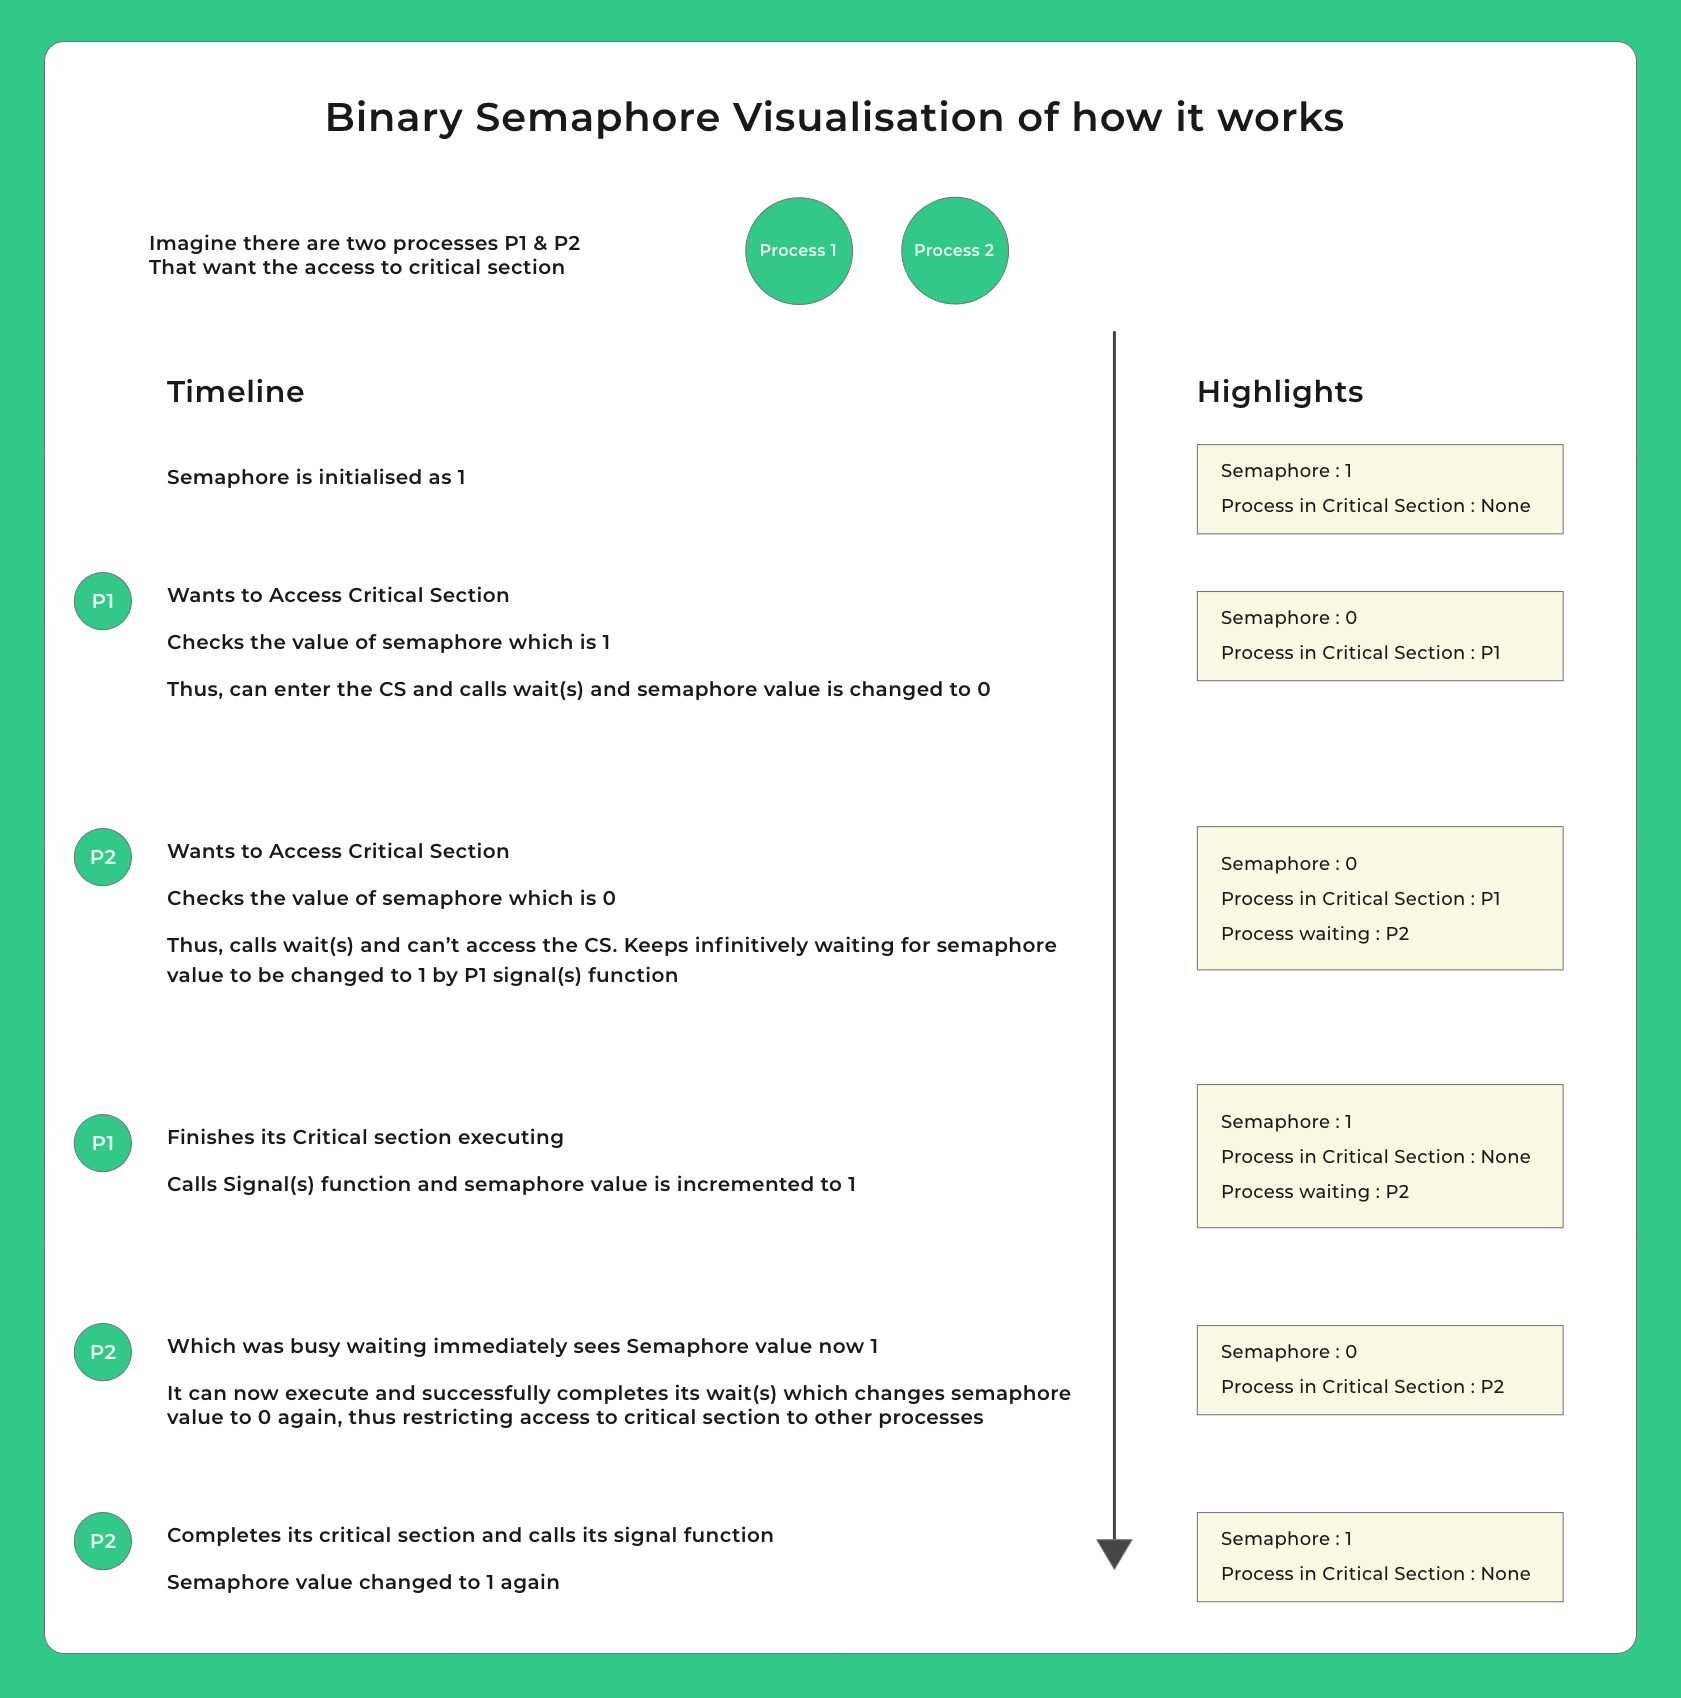 Binary Semaphore Visualisation of how it works
Imagine there are two processes P1 & P2
That want the access to critical section
Process 1
Process 2
Timeline
Highlights
Semaphore is initialised as 1
Semaphore : 1
Process in Critical Section : None
P1
Wants to Access Critical Section
Checks the value of semaphore which is 1
Thus, can enter the CS and calls wait(s) and semaphore value is changed to 0
Semaphore : 0
Process in Critical Section : P1
P2
Wants to Access Critical Section
Checks the value of semaphore which is 0
Thus, calls wait(s) and can’t access the CS. Keeps infinitively waiting for semaphore
value to be changed to 1 by P1 signal(s) function
Semaphore : 0
Process in Critical Section : P1
Process waiting : P2
P1
Finishes its Critical section executing
Calls Signal(s) function and semaphore value is incremented to 1
Semaphore : 1
Process in Critical Section : None
Process waiting : P2
P2
Which was busy waiting immediately sees Semaphore value now 1
It can now execute and successfully completes its wait(s) which changes semaphore
value to 0 again, thus restricting access to critical section to other processes
Semaphore : 0
Process in Critical Section : P2
P2
Completes its critical section and calls its signal function
Semaphore value changed to 1 again
Semaphore : 1
Process in Critical Section : None